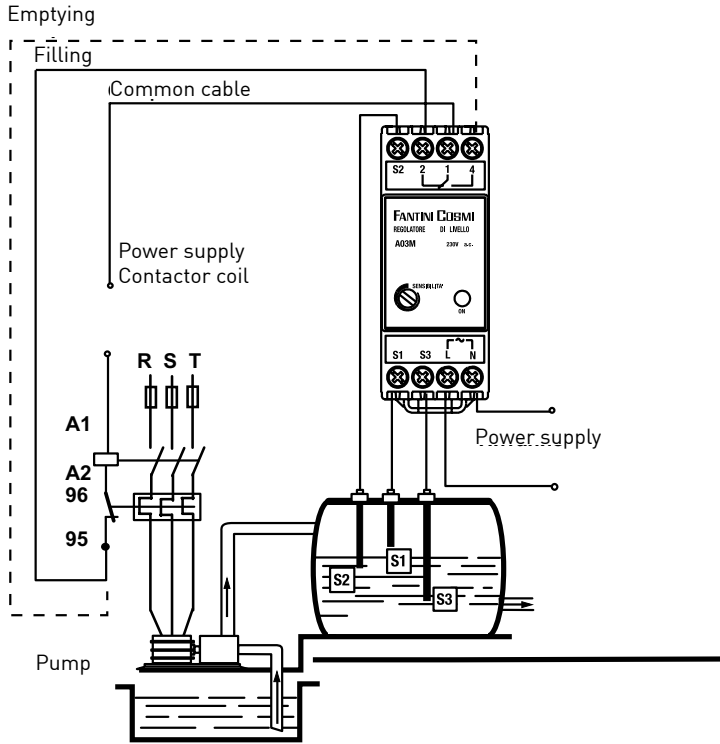 Emptying
Filling
Common cable
S2 2 1 4
FANTINI COSMI
REGOLATORE DI LIVELLO
A03M 230V a.c.
Power supply
Contactor coil
SENSIBILITA'
ON
S1 S3 L N
R S T
Power supply
A1
A2
96
95
S1
S2
S3
Pump